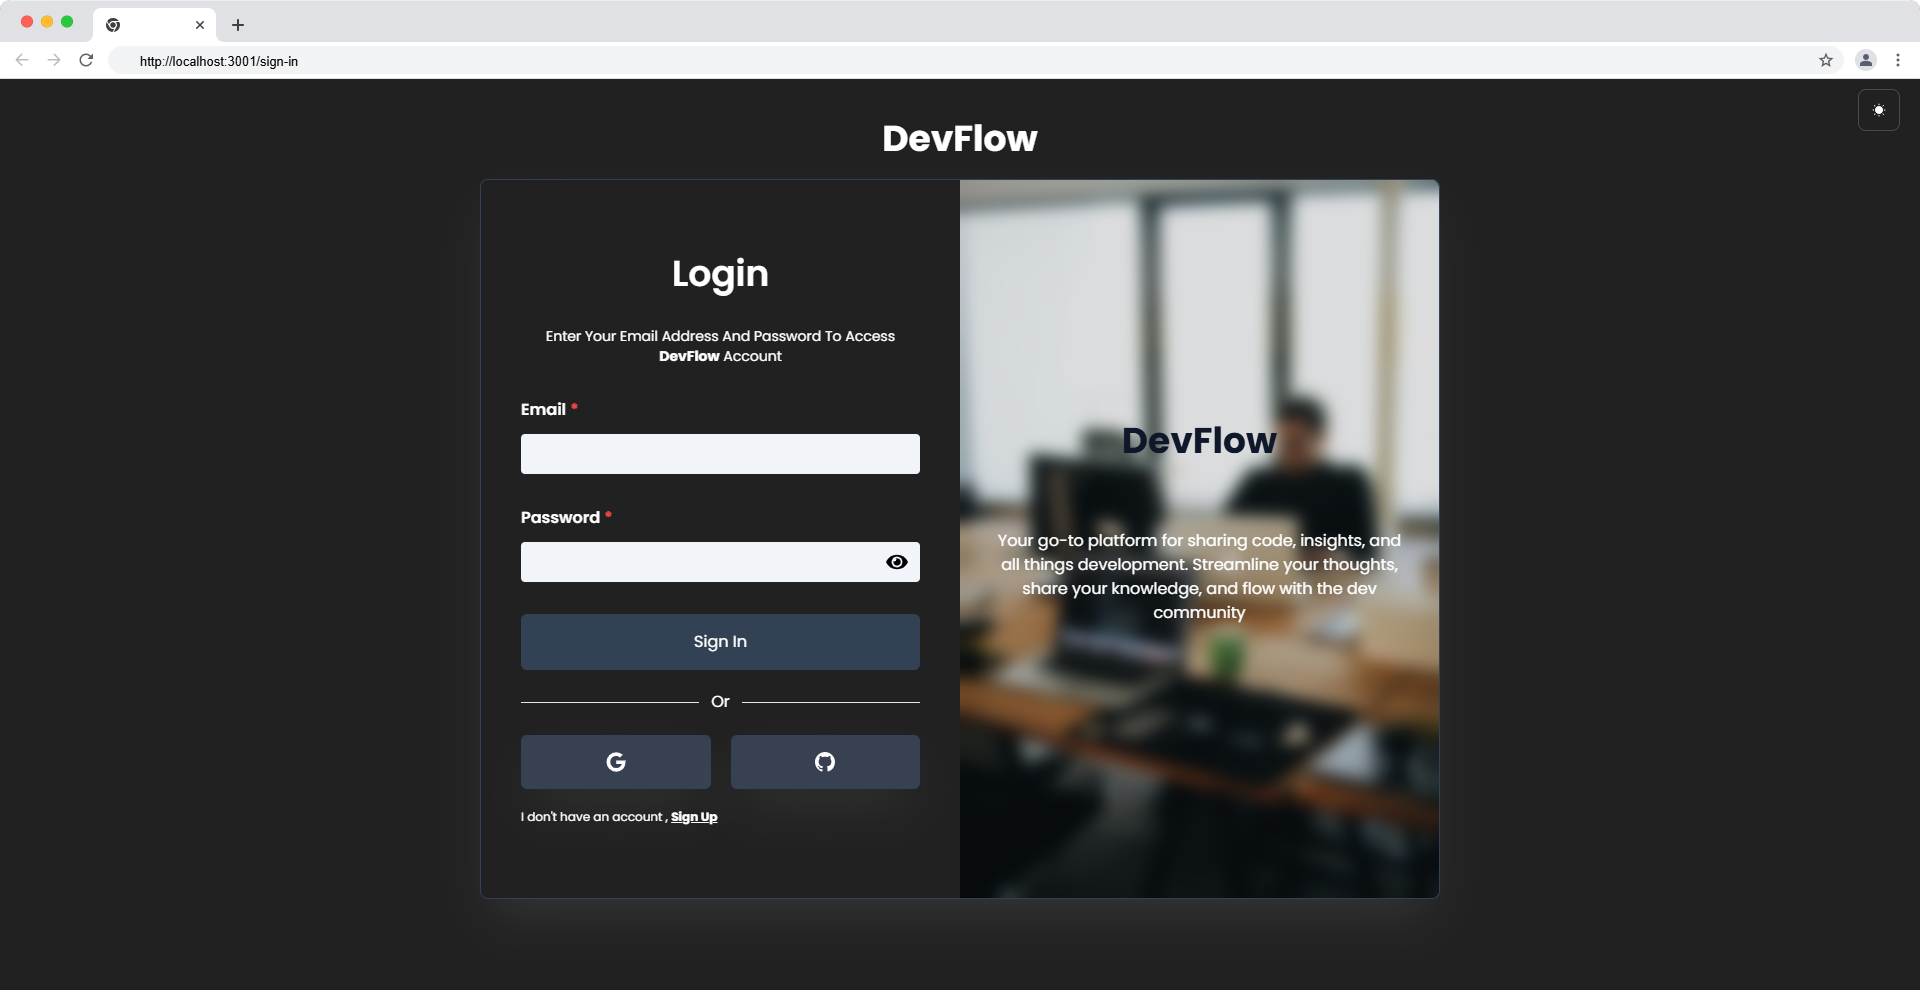 http://localhost:3001/sign-in
DevFlow
Login
Enter Your Email Address And Password To Access
DevFlow Account
Email *
Password *
Sign In
Or
I don't have an account , Sign Up
DevFlow
Your go-to platform for sharing code, insights, and
all things development. Streamline your thoughts,
share your knowledge, and flow with the dev
community